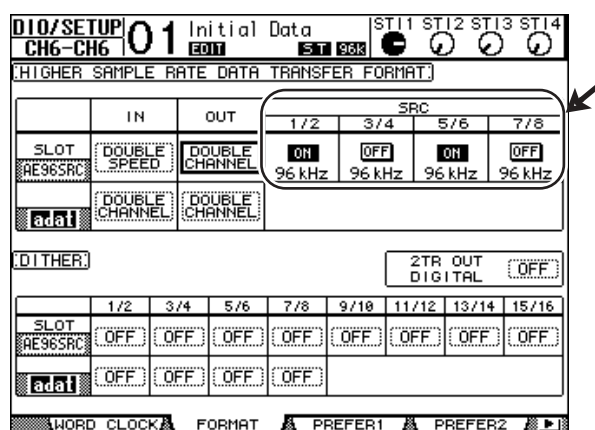 DIO/SETUP 01 Initial Data STI1 STI2 STI3 STI4
CH6-CH6 EDIT ST 96K
HIGHER SAMPLE RATE DATA TRANSFER FORMAT
IN OUT SRC
1/2 3/4 5/6 7/8
SLOT DOUBLE SPEED DOUBLE CHANNEL ON OFF ON OFF
AE96SRC 96 kHz 96 kHz 96 kHz 96 kHz
adat DOUBLE CHANNEL DOUBLE CHANNEL
DITHER
2TR OUT DIGITAL OFF
1/2 3/4 5/6 7/8 9/10 11/12 13/14 15/16
SLOT
AE96SRC OFF OFF OFF OFF OFF OFF OFF OFF
adat OFF OFF OFF OFF
WORD CLOCK FORMAT PREFER1 PREFER2